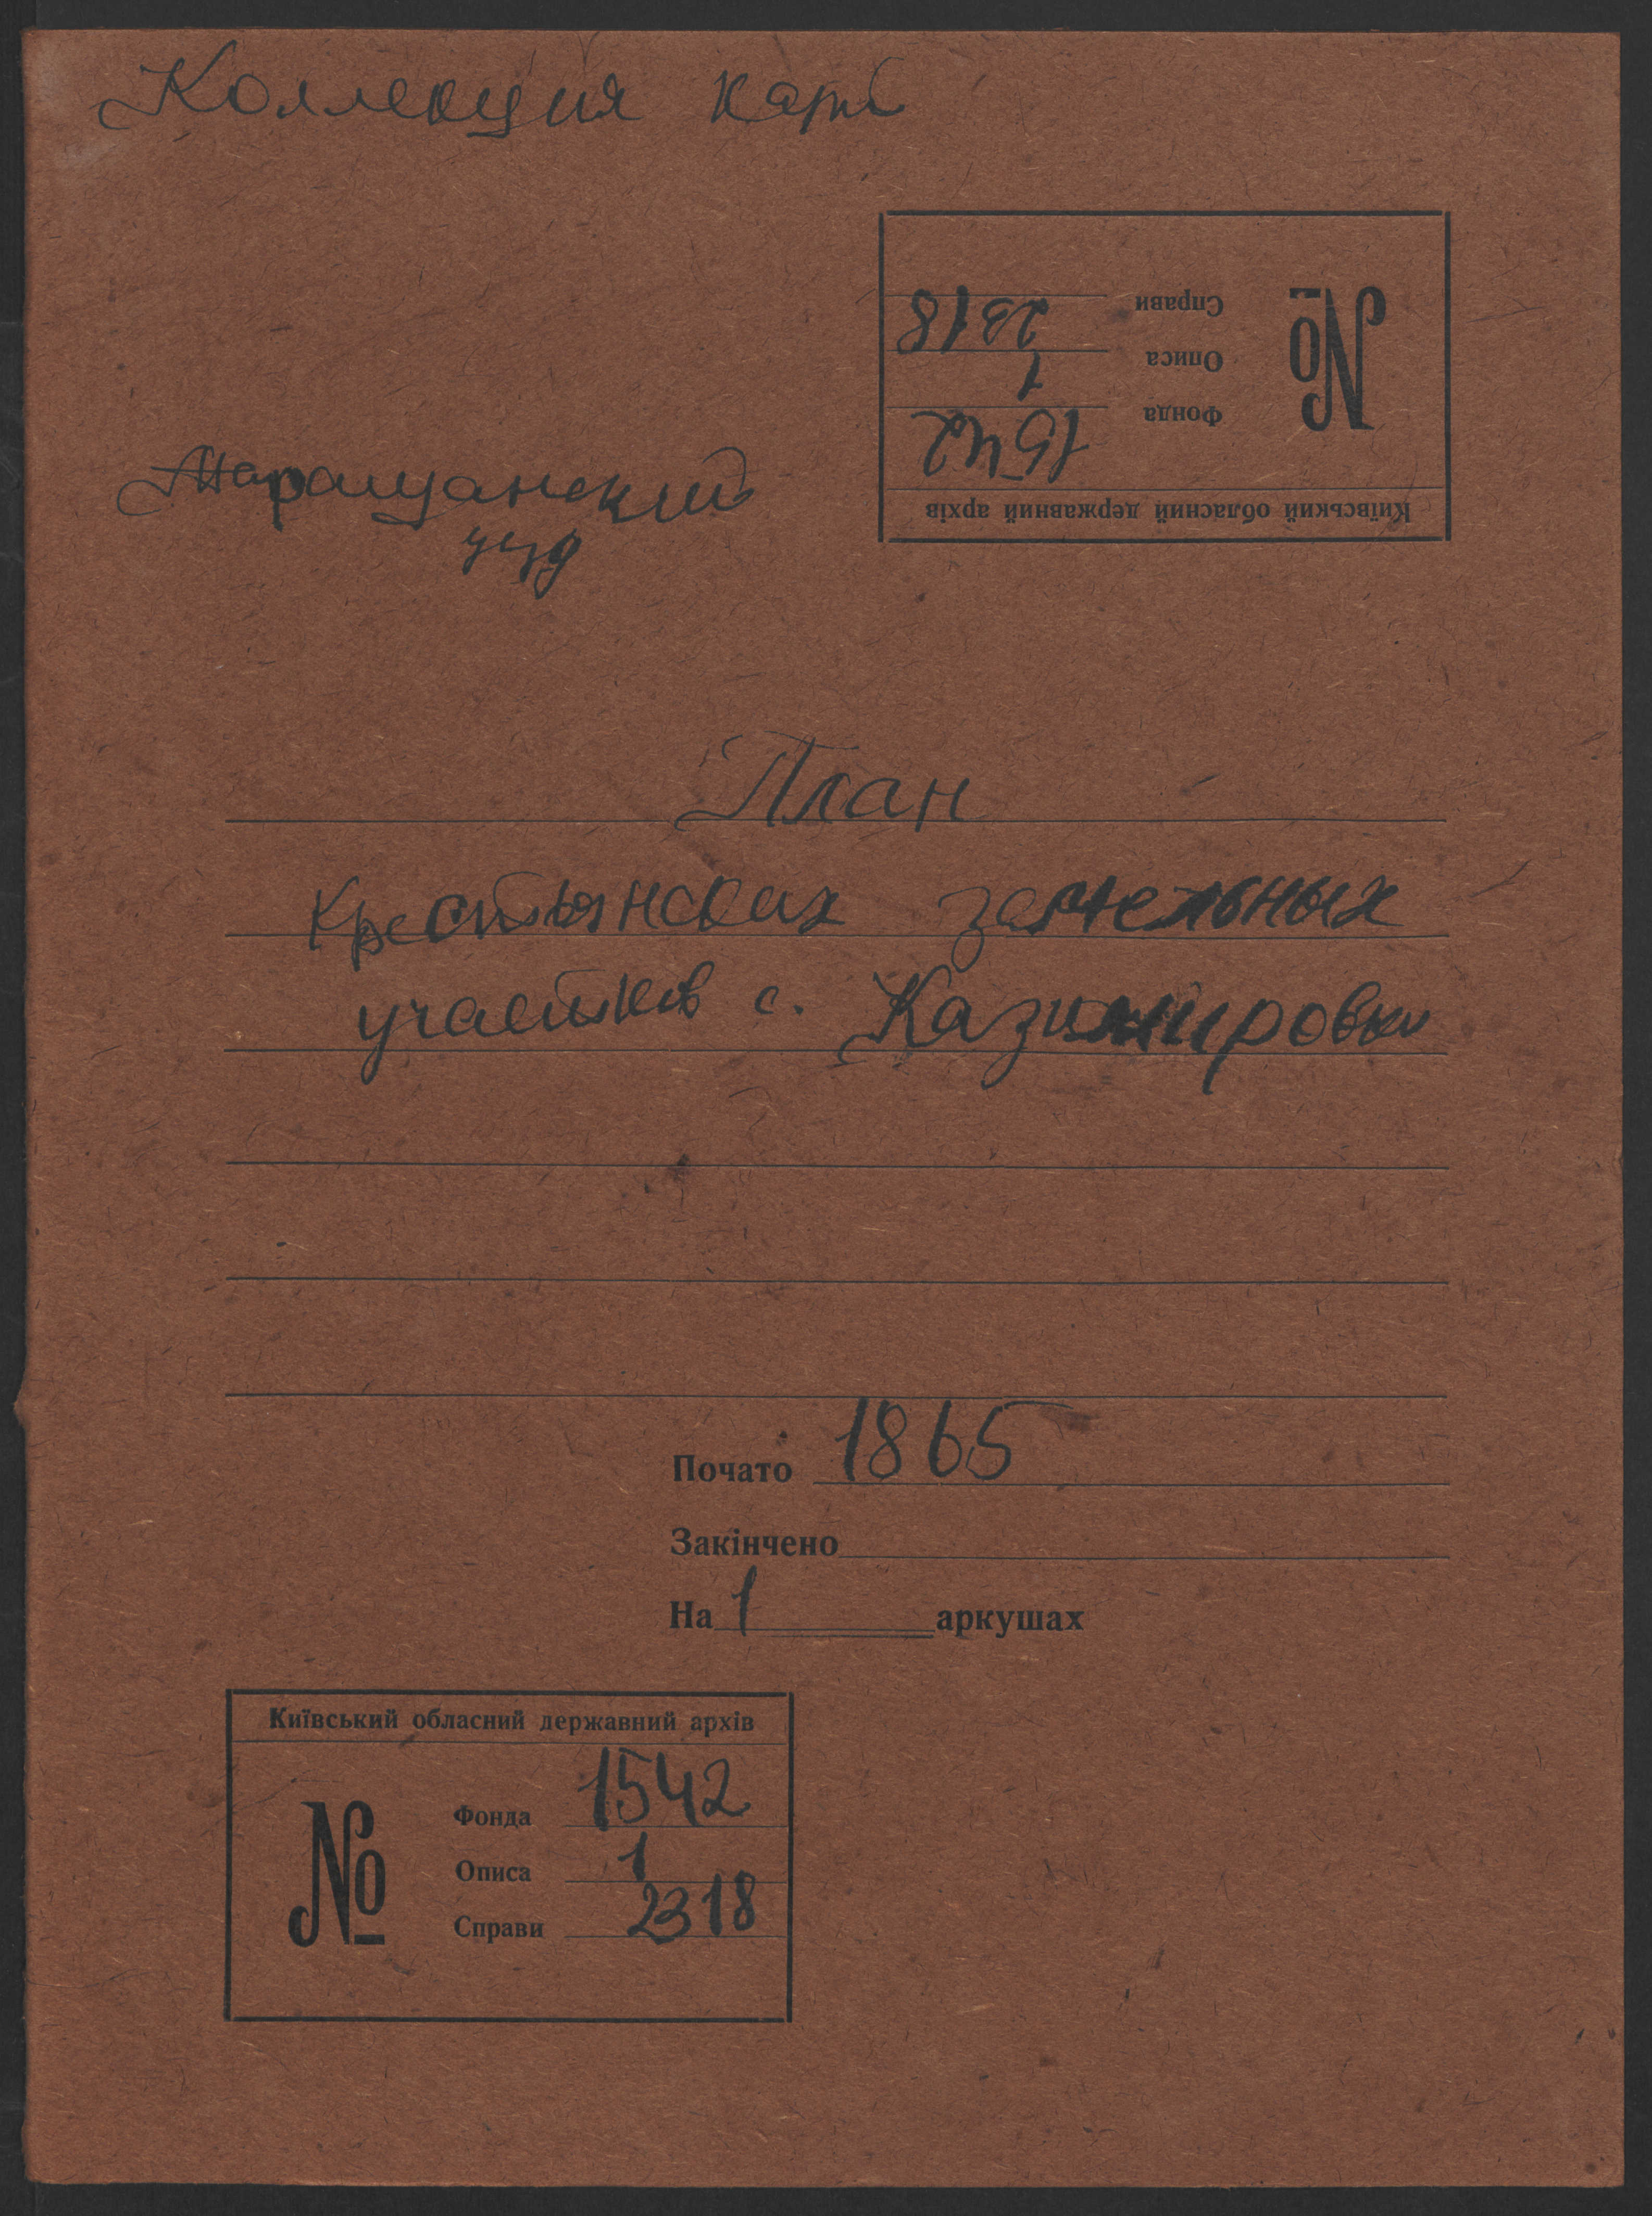 Коллекция карт
Справи 2318
Описа 1
Фонда 1542
№
Київський обласний державний архів
Таращанский
уезд
План
крестьянских земельных
участков с. Казимировки
Почато 1865
Закінчено
На 1 аркушах
Київський обласний державний архів
№
Фонда 1542
Описа 1
Справи 2318